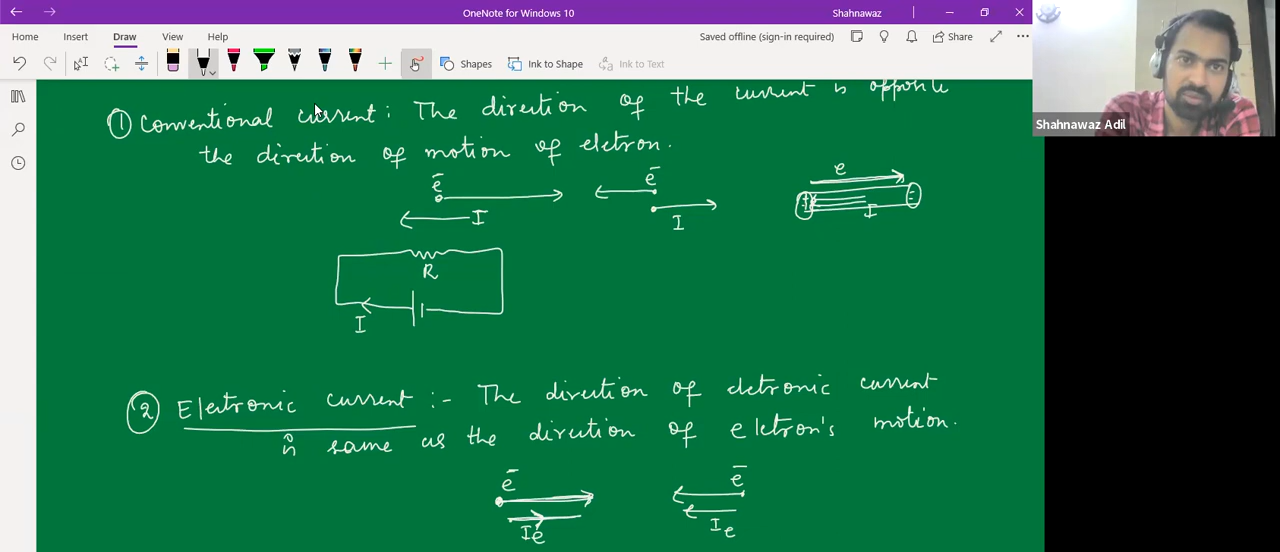 OneNote for Windows 10
Shahnawaz
Home Insert Draw View Help
Saved offline (sign-in required) Share
Shapes Ink to Shape Ink to Text
Shahnawaz Adil
① Conventional current: The direction of the current is opposite
the direction of motion of eletron.
e⁻ e⁻ e
I I I
R
I
② Electronic current :- The direction of eletronic current
is same as the direction of eletron's motion.
e⁻ e⁻
Ie Ie